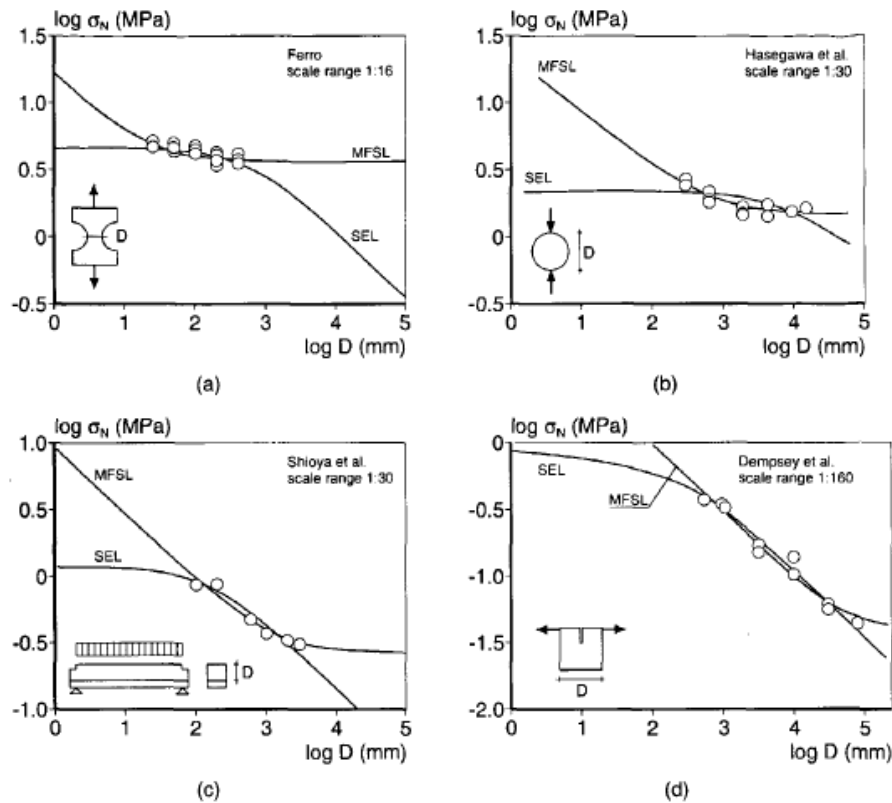 log σN (MPa)
1.5
1.0
0.5
0
-0.5
0 1 2 3 4 5
log D (mm)
Ferro
scale range 1:16
MFSL
SEL
D
(a)
log σN (MPa)
1.5
1.0
0.5
0
-0.5
0 1 2 3 4 5
log D (mm)
Hasegawa et al.
scale range 1:30
MFSL
SEL
D
(b)
log σN (MPa)
1.0
0.5
0
-0.5
-1.0
0 1 2 3 4 5
log D (mm)
Shioya et al.
scale range 1:30
MFSL
SEL
D
(c)
log σN (MPa)
0
-0.5
-1.0
-1.5
-2.0
0 1 2 3 4 5
log D (mm)
Dempsey et al.
scale range 1:160
SEL
MFSL
D
(d)